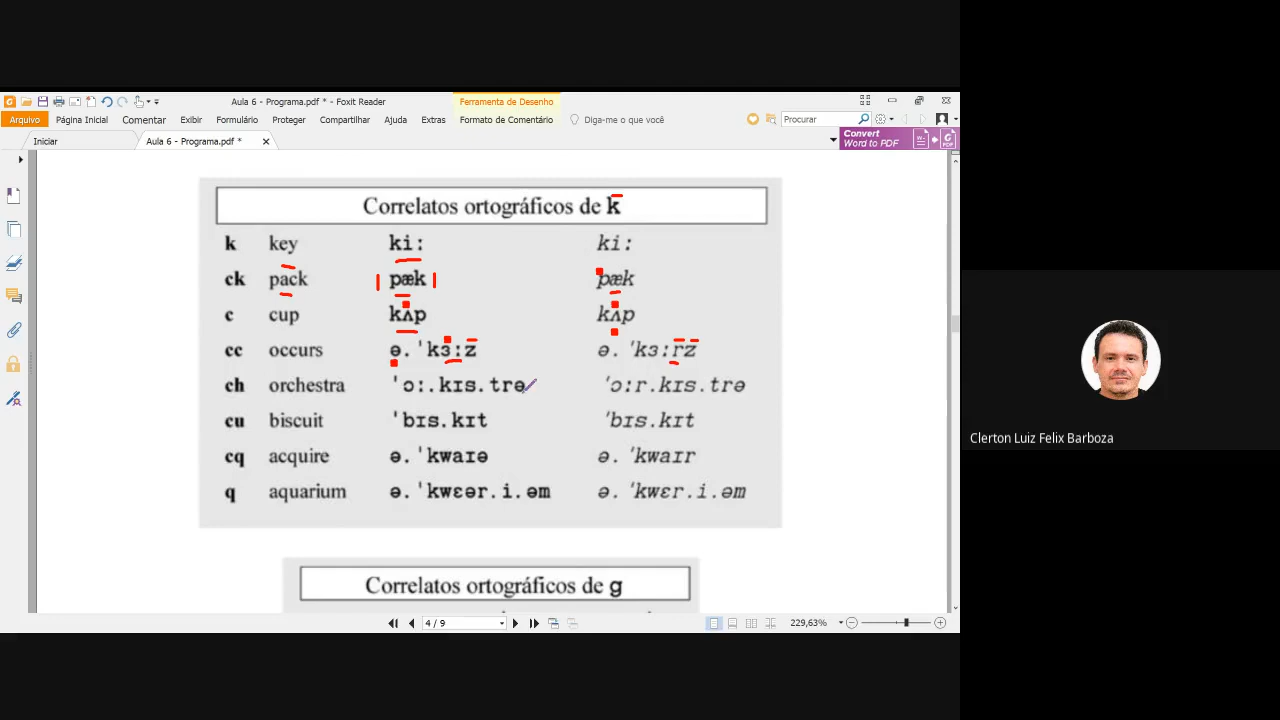 Aula 6 - Programa.pdf * - Foxit Reader
Ferramenta de Desenho
Arquivo Página Inicial Comentar Exibir Formulário Proteger Compartilhar Ajuda Extras Formato de Comentário Diga-me o que você Procurar
Iniciar Aula 6 - Programa.pdf * Convert Word to PDF
Correlatos ortográficos de k
k key kiː kiː
ck pack pæk pæk
c cup kʌp kʌp
cc occurs ə.ˈkɜːz ə.ˈkɜːrz
ch orchestra ˈɔː.kɪs.trə ˈɔːr.kɪs.trə
cu biscuit ˈbɪs.kɪt ˈbɪs.kɪt
cq acquire ə.ˈkwaɪə ə.ˈkwaɪr
q aquarium ə.ˈkwɛər.i.əm ə.ˈkwɛr.i.əm
Correlatos ortográficos de g
4 / 9 229,63%
Clerton Luiz Felix Barboza